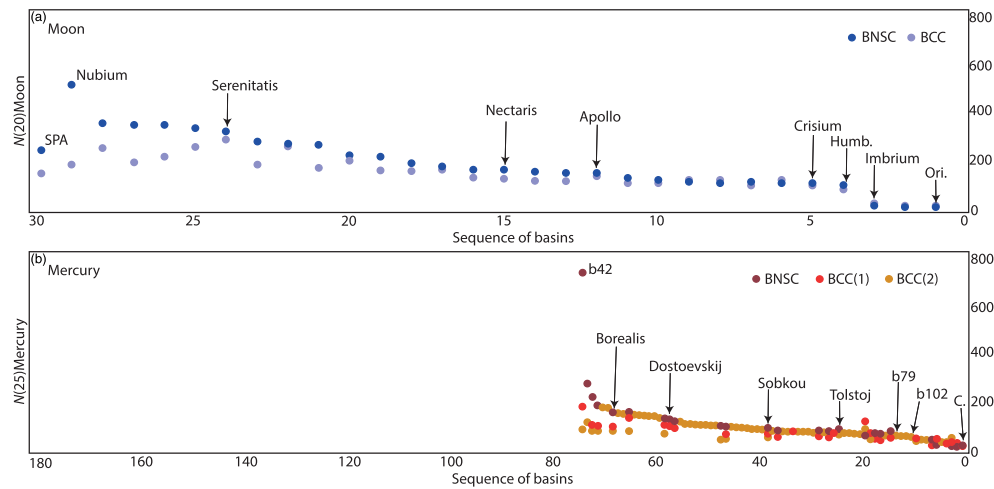 (a)
Moon
800
BNSC
BCC
600
Nubium
Serenitatis
N(20)Moon
400
Nectaris
Apollo
Crisium
Humb.
SPA
Imbrium
200
Ori.
0
30
25
20
15
10
5
0
Sequence of basins
(b)
Mercury
800
b42
BNSC
BCC(1)
BCC(2)
600
N(25)Mercury
400
Borealis
Dostoevskij
Sobkou
Tolstoj
b79
b102
C.
200
0
180
160
140
120
100
80
60
40
20
0
Sequence of basins